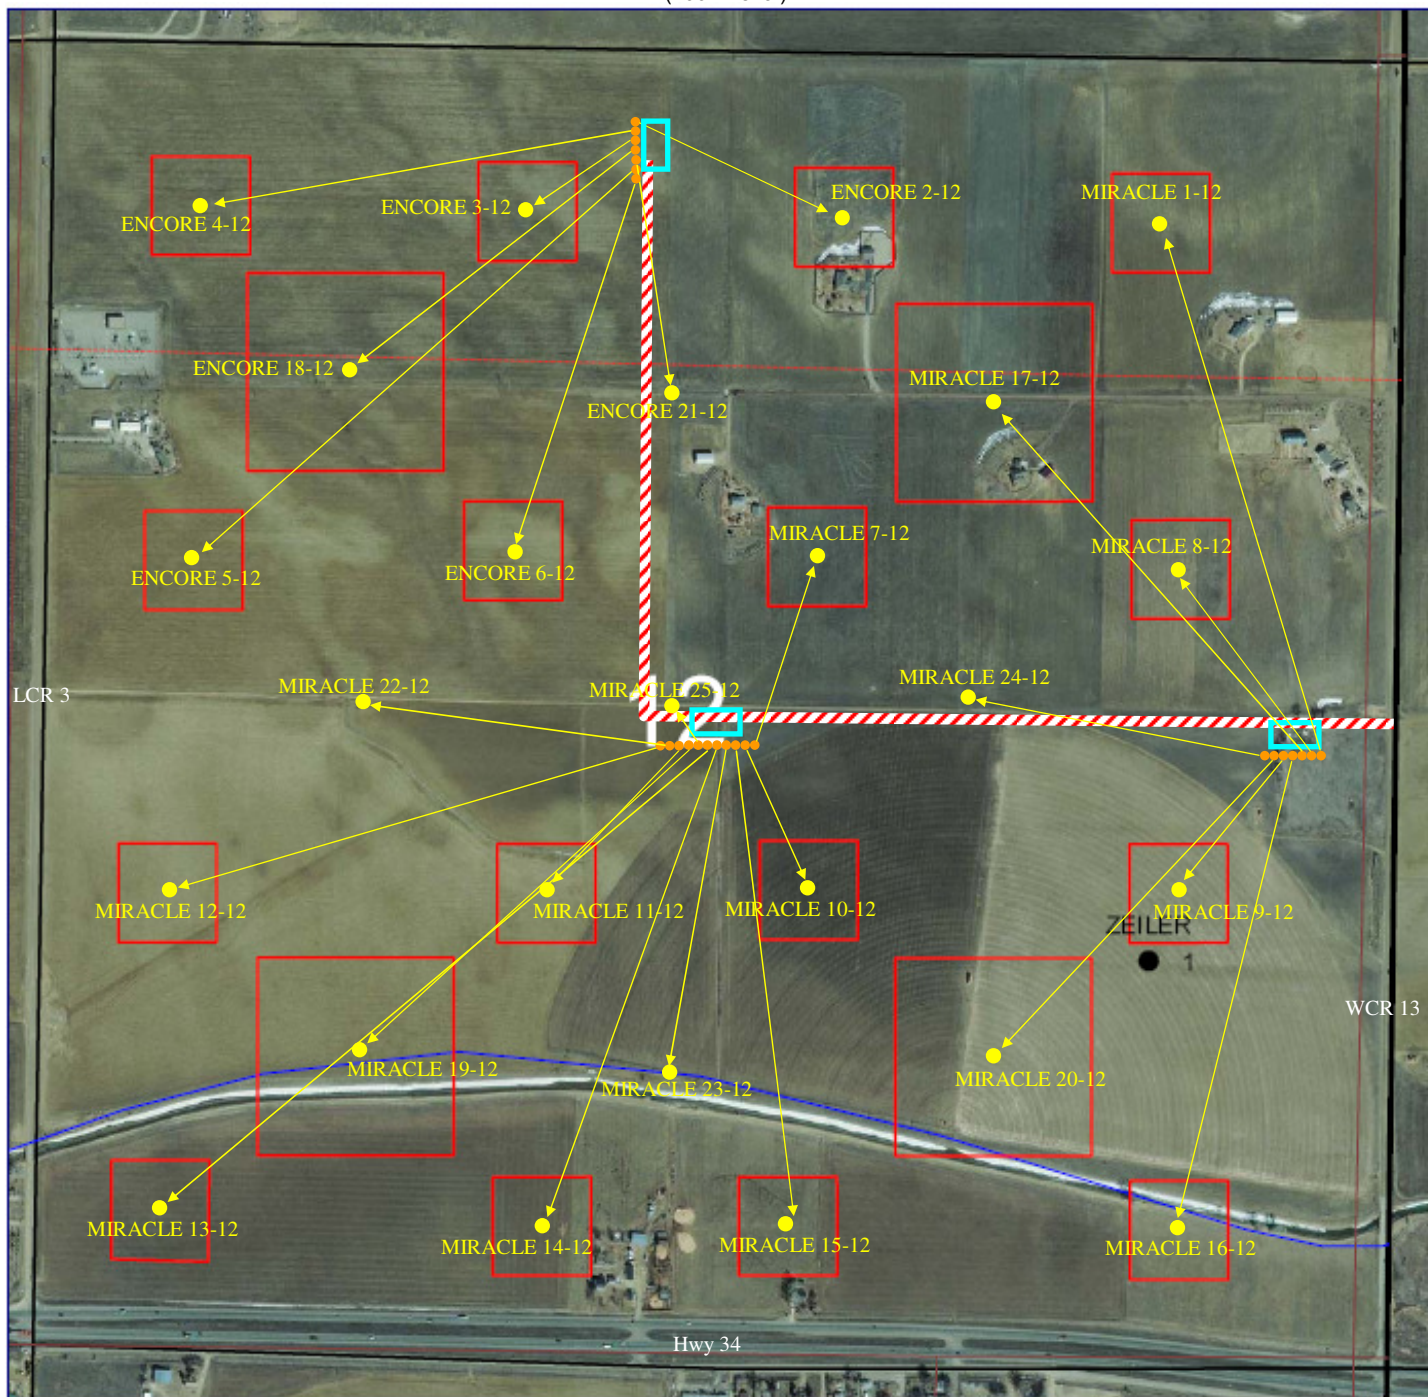 ENCORE 2-12
MIRACLE 1-12
ENCORE 3-12
ENCORE 4-12
ENCORE 18-12
MIRACLE 17-12
ENCORE 21-12
MIRACLE 7-12
MIRACLE 8-12
ENCORE 6-12
ENCORE 5-12
MIRACLE 24-12
MIRACLE 22-12
MIRACLE 25-12
LCR 3
12
MIRACLE 12-12
MIRACLE 11-12
MIRACLE 10-12
MIRACLE 9-12
ZEILER
1
WCR 13
MIRACLE 19-12
MIRACLE 23-12
MIRACLE 20-12
MIRACLE 13-12
MIRACLE 14-12
MIRACLE 15-12
MIRACLE 16-12
Hwy 34